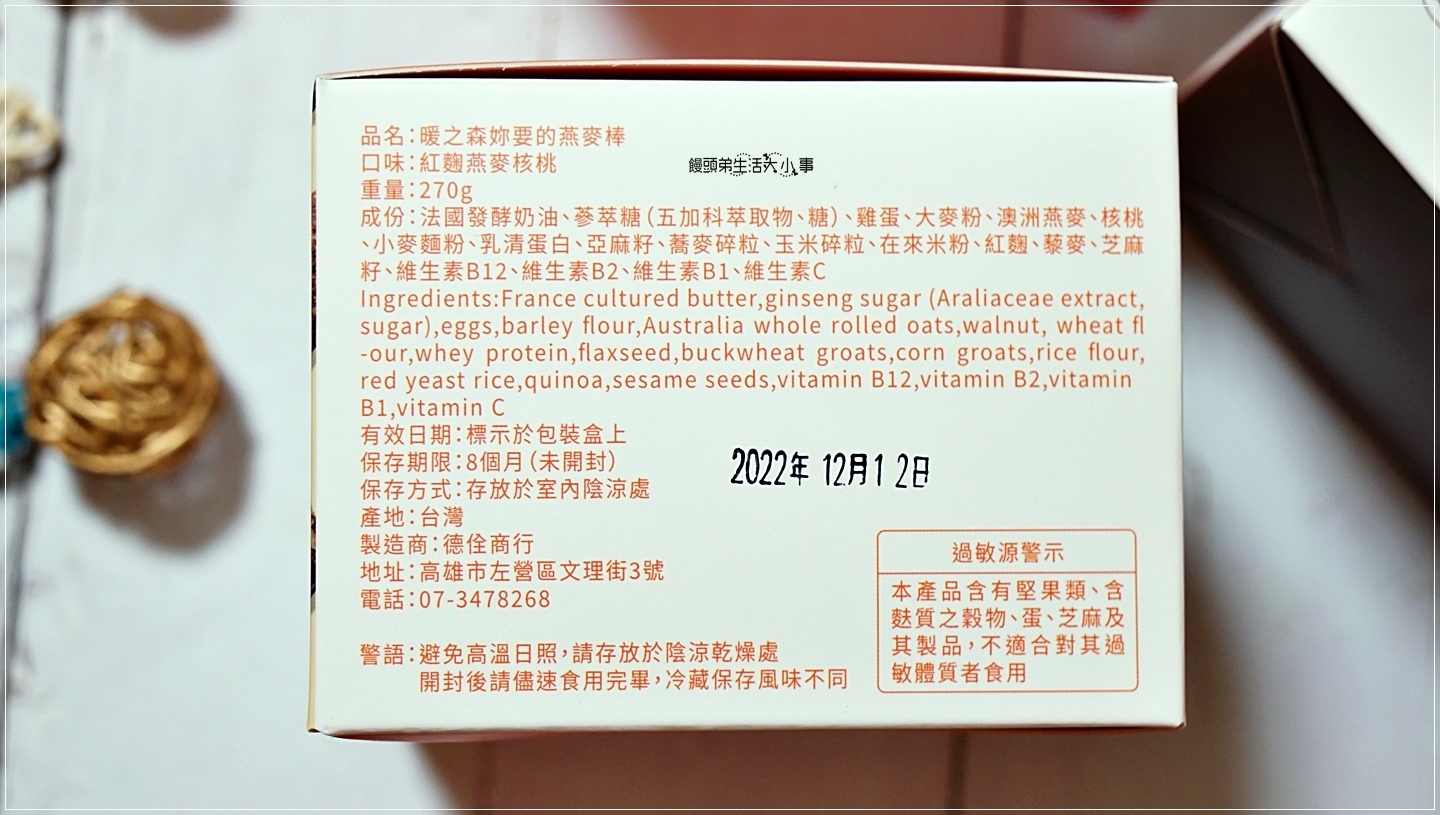 品名：暖之森妳要的燕麥棒
口味：紅麴燕麥核桃
饅頭弟生活大小事
重量：270g
成份：法國發酵奶油、蔘萃糖（五加科萃取物、糖）、雞蛋、大麥粉、澳洲燕麥、核桃
、小麥麵粉、乳清蛋白、亞麻籽、蕎麥碎粒、玉米碎粒、在來米粉、紅麴、藜麥、芝麻
籽、維生素B12、維生素B2、維生素B1、維生素C
Ingredients:France cultured butter,ginseng sugar (Araliaceae extract,
sugar),eggs,barley flour,Australia whole rolled oats,walnut, wheat fl
-our,whey protein,flaxseed,buckwheat groats,corn groats,rice flour,
red yeast rice,quinoa,sesame seeds,vitamin B12,vitamin B2,vitamin
B1,vitamin C
有效日期：標示於包裝盒上
保存期限：8個月（未開封）
2022年 12月1 2日
保存方式：存放於室內陰涼處
產地：台灣
製造商：德佺商行
地址：高雄市左營區文理街3號
電話：07-3478268
警語：避免高溫日照，請存放於陰涼乾燥處
開封後請儘速食用完畢，冷藏保存風味不同
過敏源警示
本產品含有堅果類、含
麩質之穀物、蛋、芝麻及
其製品，不適合對其過
敏體質者食用